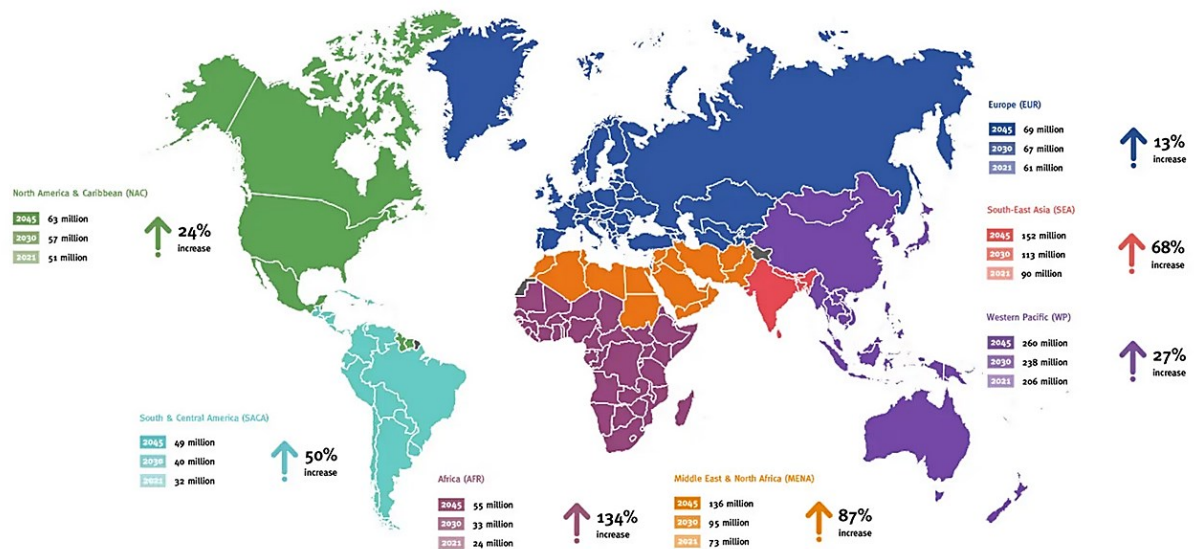 Europe (EUR)
2045 69 million
2030 67 million
2021 61 million
13%
increase
North America & Caribbean (NAC)
2045 63 million
2030 57 million
2021 51 million
24%
increase
South-East Asia (SEA)
2045 152 million
2030 113 million
2021 90 million
68%
increase
Western Pacific (WP)
2045 260 million
2030 238 million
2021 206 million
27%
increase
South & Central America (SACA)
2045 49 million
2030 40 million
2021 32 million
50%
increase
Africa (AFR)
2045 55 million
2030 33 million
2021 24 million
134%
increase
Middle East & North Africa (MENA)
2045 136 million
2030 95 million
2021 73 million
87%
increase